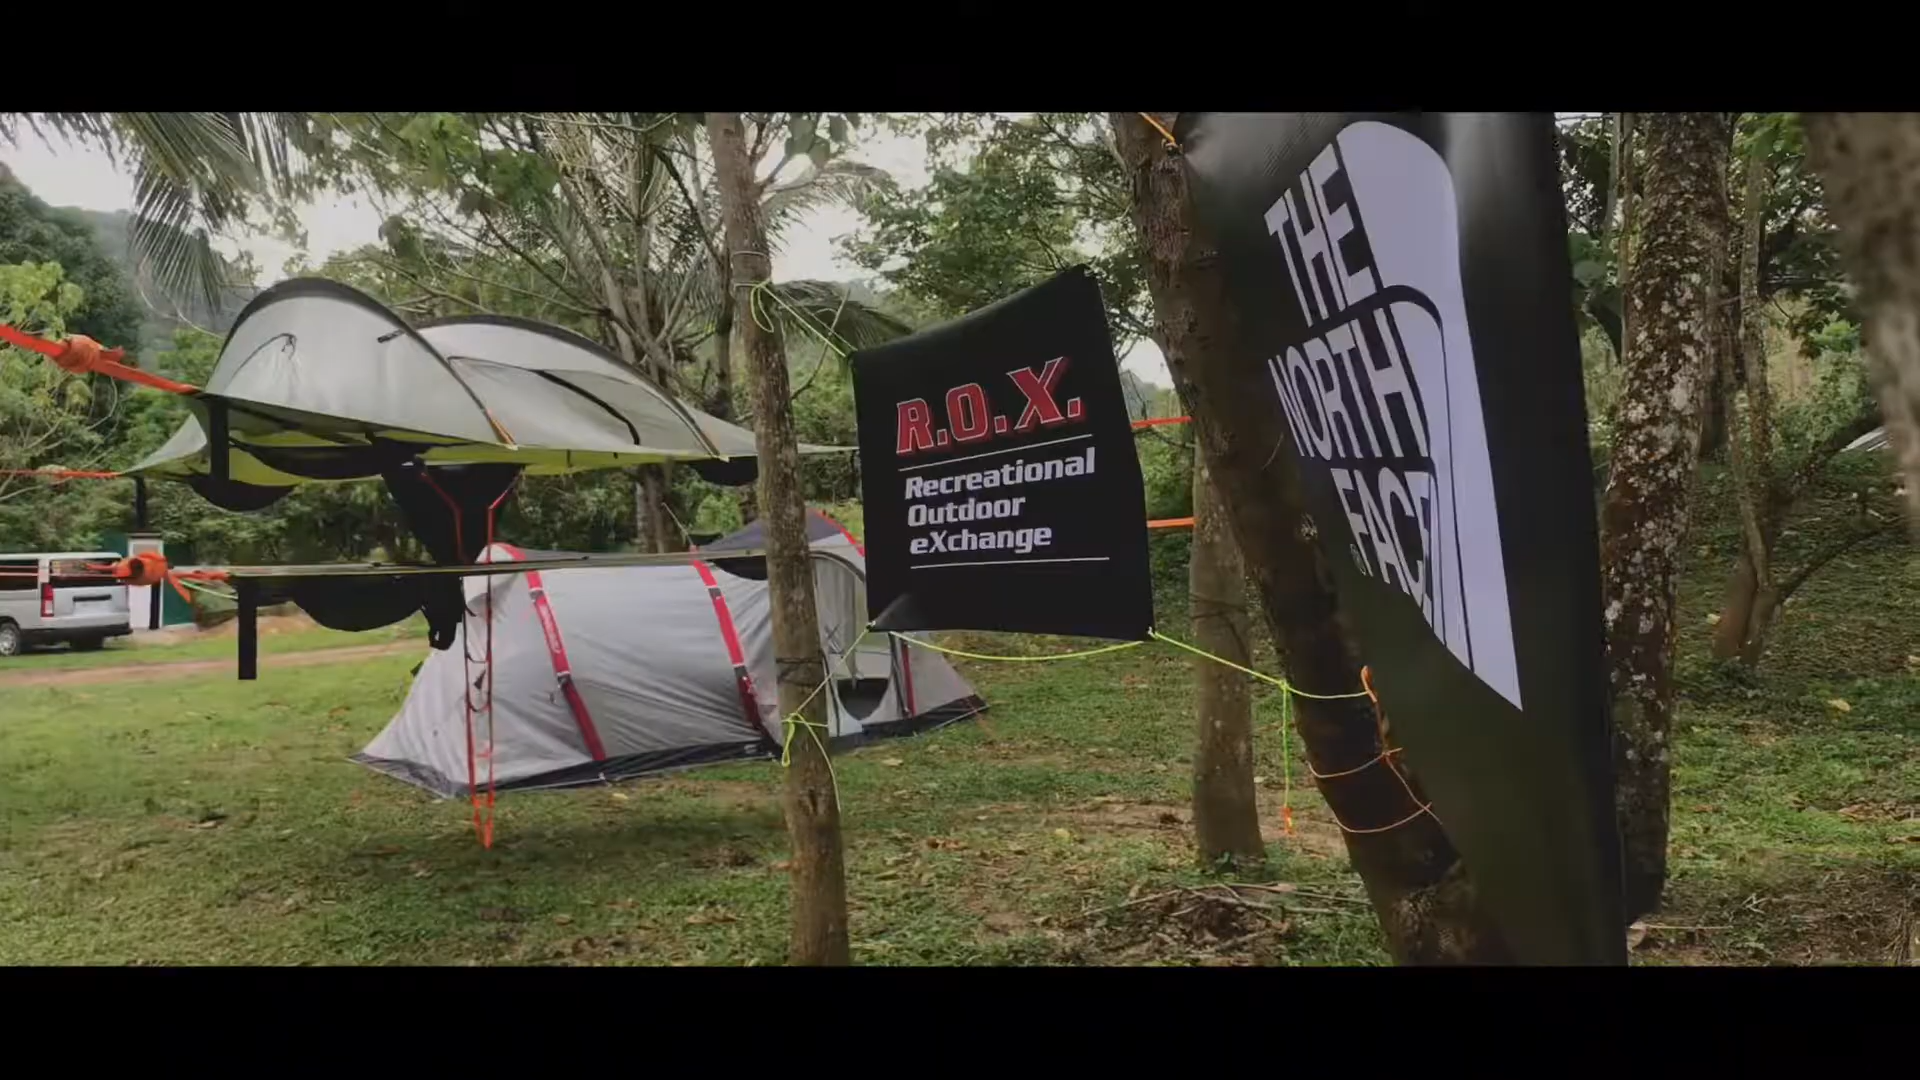 R.O.X.
Recreational
Outdoor
eXchange
THE
NORTH
FACE